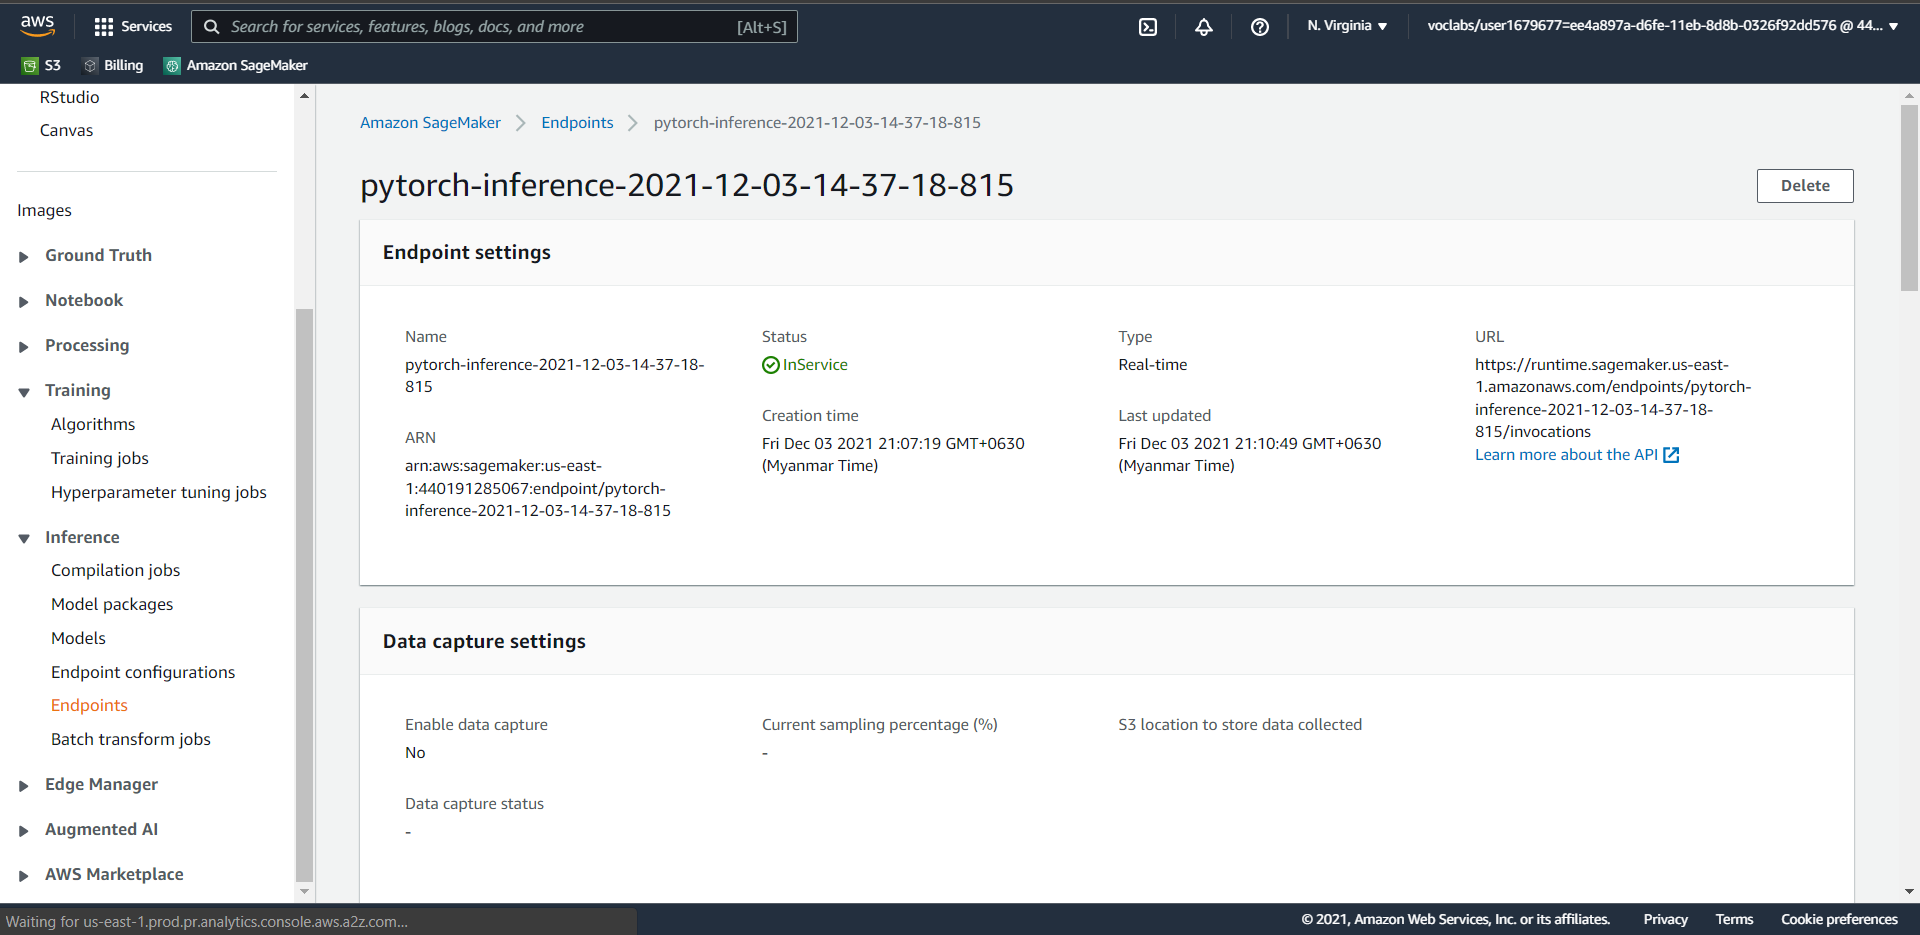 aws
Services
Search for services, features, blogs, docs, and more
[Alt+S]
N. Virginia
voclabs/user1679677=ee4a897a-d6fe-11eb-8d8b-0326f92dd576 @ 44...
S3
Billing
Amazon SageMaker
RStudio
Canvas
Images
Ground Truth
Notebook
Processing
Training
Algorithms
Training jobs
Hyperparameter tuning jobs
Inference
Compilation jobs
Model packages
Models
Endpoint configurations
Endpoints
Batch transform jobs
Edge Manager
Augmented AI
AWS Marketplace
Amazon SageMaker
Endpoints
pytorch-inference-2021-12-03-14-37-18-815
pytorch-inference-2021-12-03-14-37-18-815
Delete
Endpoint settings
Name
pytorch-inference-2021-12-03-14-37-18-
815
ARN
arn:aws:sagemaker:us-east-
1:440191285067:endpoint/pytorch-
inference-2021-12-03-14-37-18-815
Status
InService
Creation time
Fri Dec 03 2021 21:07:19 GMT+0630
(Myanmar Time)
Type
Real-time
Last updated
Fri Dec 03 2021 21:10:49 GMT+0630
(Myanmar Time)
URL
https://runtime.sagemaker.us-east-
1.amazonaws.com/endpoints/pytorch-
inference-2021-12-03-14-37-18-
815/invocations
Learn more about the API
Data capture settings
Enable data capture
No
Data capture status
-
Current sampling percentage (%)
-
S3 location to store data collected
Waiting for us-east-1.prod.pr.analytics.console.aws.a2z.com...
© 2021, Amazon Web Services, Inc. or its affiliates.
Privacy
Terms
Cookie preferences